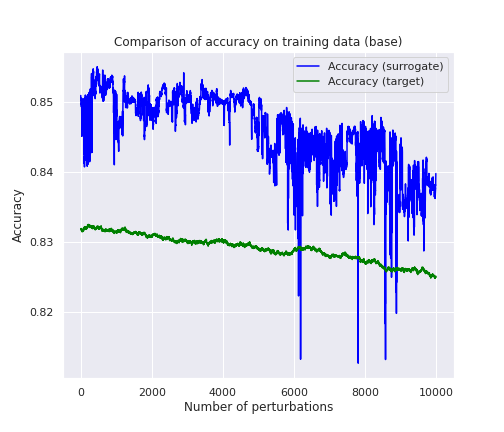 Comparison of accuracy on training data (base)
Accuracy (surrogate)
Accuracy (target)
0.85
0.84
0.83
0.82
Accuracy
0 2000 4000 6000 8000 10000
Number of perturbations